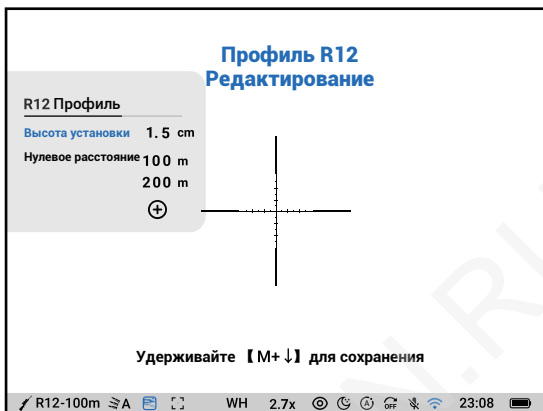 Профиль R12
Редактирование
R12 Профиль
Высота установки 1.5 cm
Нулевое расстояние 100 m
200 m
Удерживайте 【M+↓】 для сохранения
R12-100m A WH 2.7x A OFF 23:08